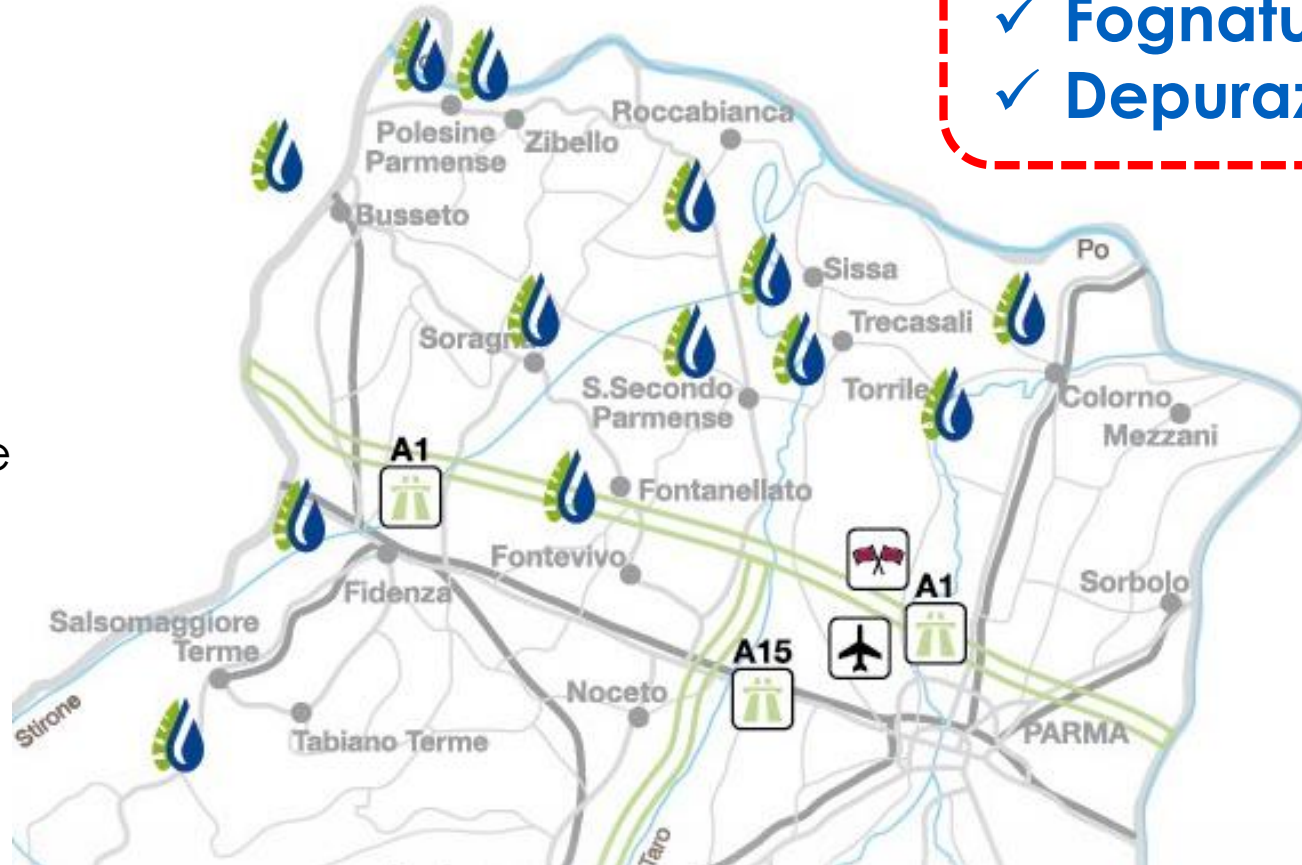 ✓ Fognatu
✓ Depuraz
Roccabianca
Polesine
Parmense
Zibello
Busseto
Po
Sissa
Trecasali
Soragn
S.Secondo
Parmense
Torrile
Colorno
Mezzani
e
A1
Fontanellato
Fontevivo
A1
Sorbolo
Fidenza
Salsomaggiore
Terme
A15
Noceto
Stirone
Tabiano Terme
PARMA
Taro